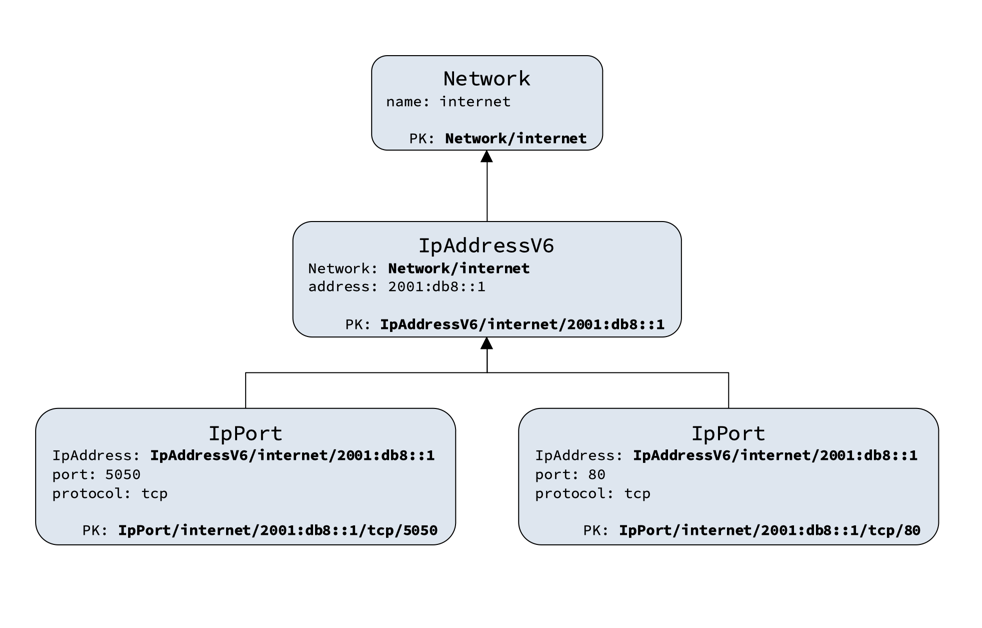 Network
name: internet
PK: Network/internet
IpAddressV6
Network: Network/internet
address: 2001:db8::1
PK: IpAddressV6/internet/2001:db8::1
IpPort
IpAddress: IpAddressV6/internet/2001:db8::1
port: 5050
protocol: tcp
PK: IpPort/internet/2001:db8::1/tcp/5050
IpPort
IpAddress: IpAddressV6/internet/2001:db8::1
port: 80
protocol: tcp
PK: IpPort/internet/2001:db8::1/tcp/80